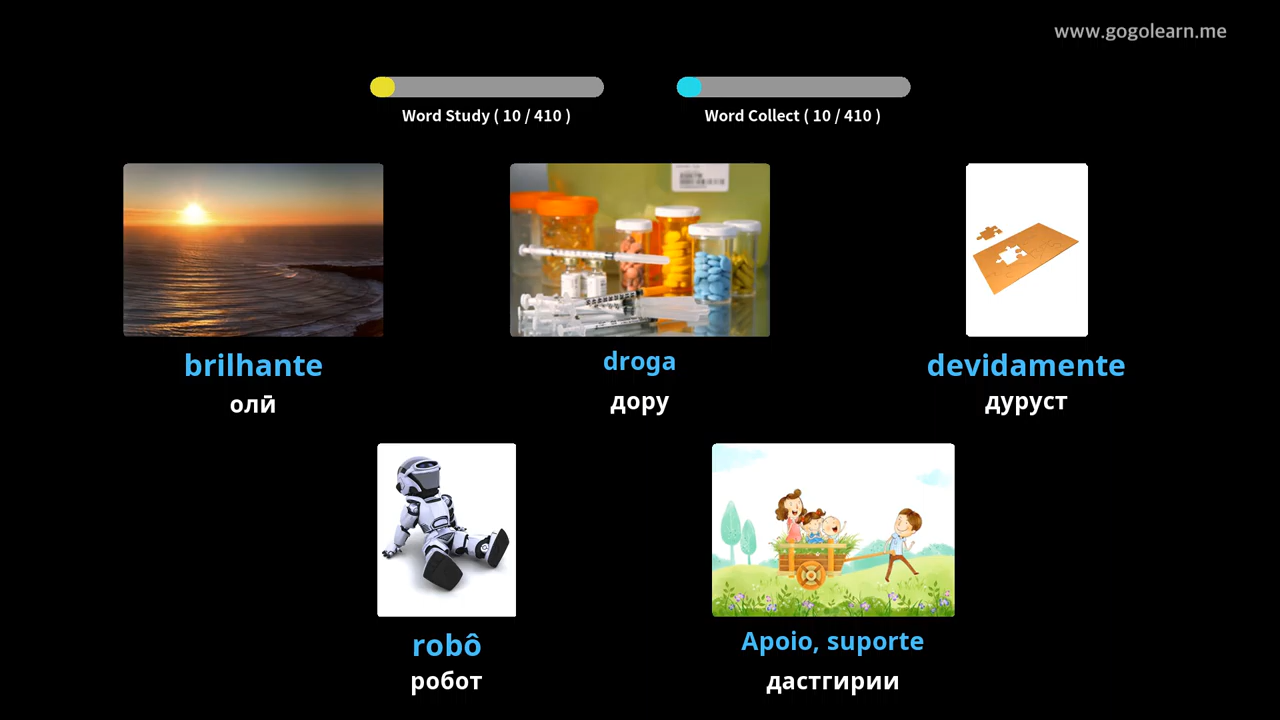 www.gogolearn.me
Word Study ( 10 / 410 )
Word Collect ( 10 / 410 )
brilhante
олӣ
droga
дору
devidamente
дуруст
robô
робот
Apoio, suporte
дастгирии